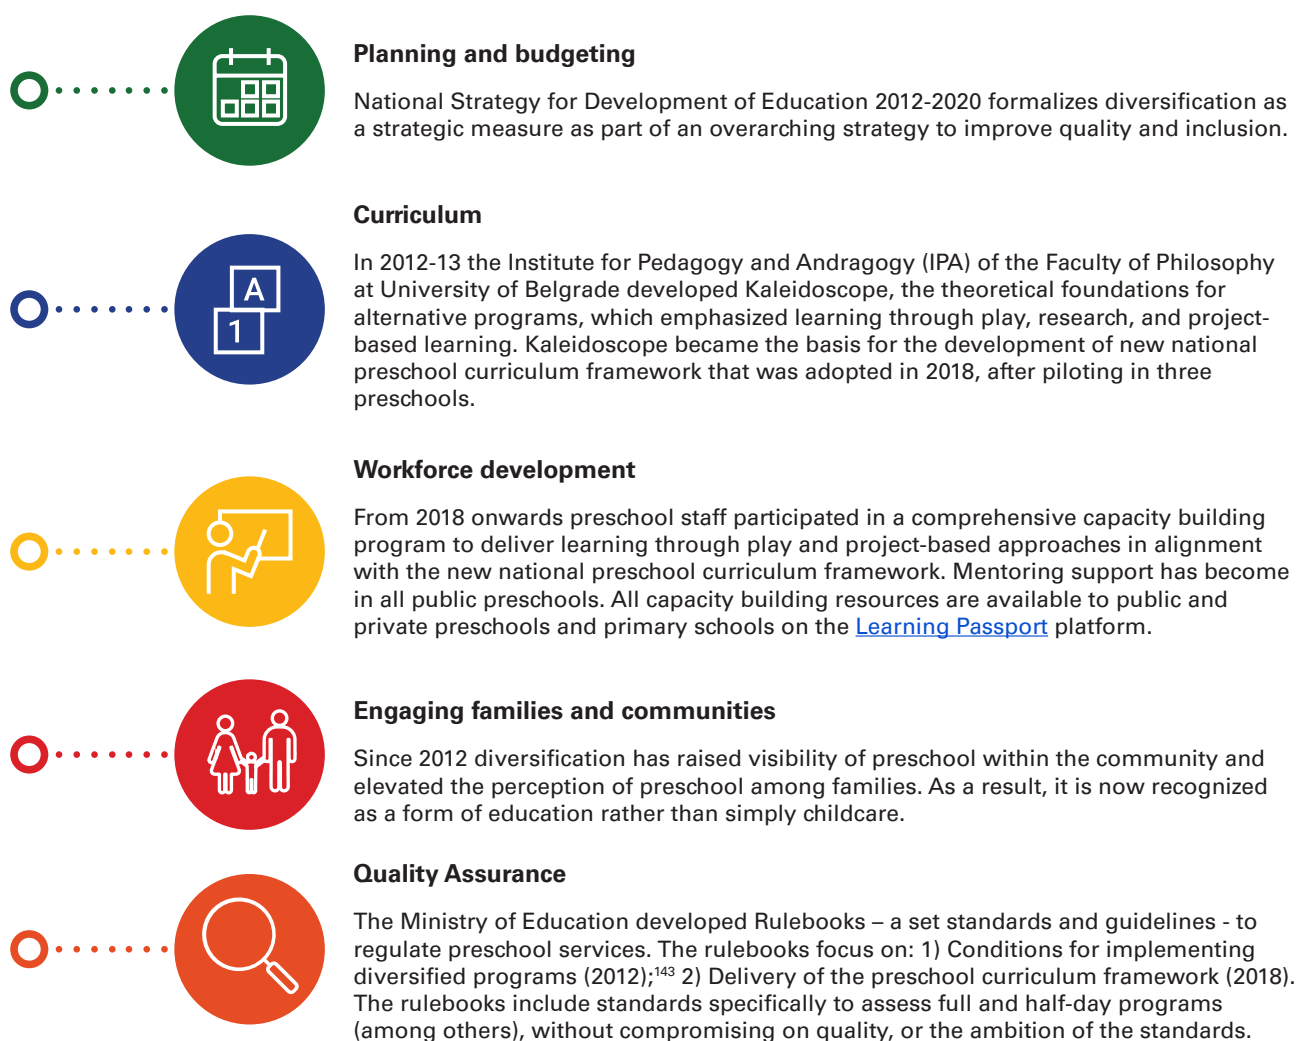 Planning and budgeting
National Strategy for Development of Education 2012-2020 formalizes diversification as
a strategic measure as part of an overarching strategy to improve quality and inclusion.
Curriculum
In 2012-13 the Institute for Pedagogy and Andragogy (IPA) of the Faculty of Philosophy
at University of Belgrade developed Kaleidoscope, the theoretical foundations for
alternative programs, which emphasized learning through play, research, and project-
based learning. Kaleidoscope became the basis for the development of new national
preschool curriculum framework that was adopted in 2018, after piloting in three
preschools.
A
1
Workforce development
From 2018 onwards preschool staff participated in a comprehensive capacity building
program to deliver learning through play and project-based approaches in alignment
with the new national preschool curriculum framework. Mentoring support has become
in all public preschools. All capacity building resources are available to public and
private preschools and primary schools on the Learning Passport platform.
Engaging families and communities
Since 2012 diversification has raised visibility of preschool within the community and
elevated the perception of preschool among families. As a result, it is now recognized
as a form of education rather than simply childcare.
Quality Assurance
The Ministry of Education developed Rulebooks – a set standards and guidelines - to
regulate preschool services. The rulebooks focus on: 1) Conditions for implementing
diversified programs (2012);143 2) Delivery of the preschool curriculum framework (2018).
The rulebooks include standards specifically to assess full and half-day programs
(among others), without compromising on quality, or the ambition of the standards.